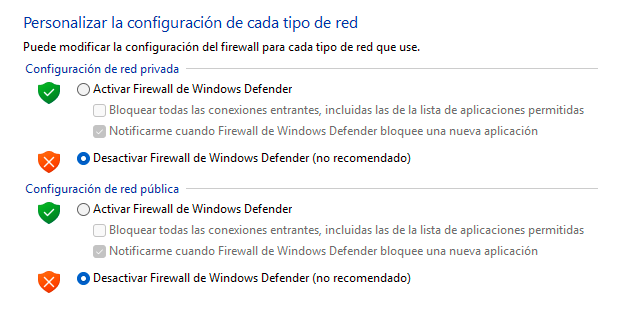 Personalizar la configuración de cada tipo de red
Puede modificar la configuración del firewall para cada tipo de red que use.
Configuración de red privada
Activar Firewall de Windows Defender
Bloquear todas las conexiones entrantes, incluidas las de la lista de aplicaciones permitidas
Notificarme cuando Firewall de Windows Defender bloquee una nueva aplicación
Desactivar Firewall de Windows Defender (no recomendado)
Configuración de red pública
Activar Firewall de Windows Defender
Bloquear todas las conexiones entrantes, incluidas las de la lista de aplicaciones permitidas
Notificarme cuando Firewall de Windows Defender bloquee una nueva aplicación
Desactivar Firewall de Windows Defender (no recomendado)